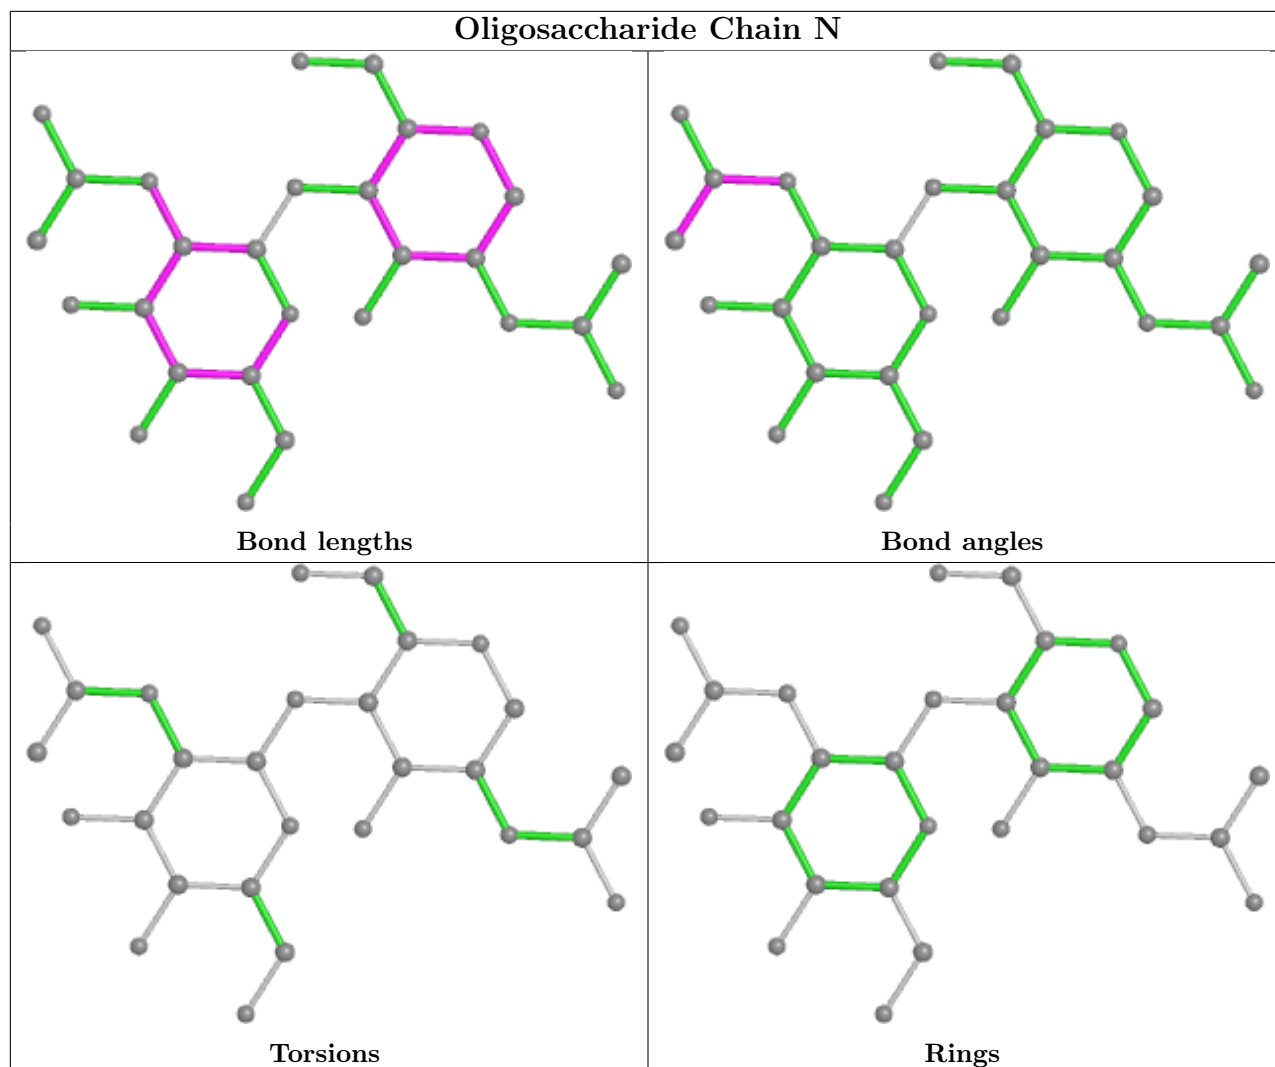 Oligosaccharide Chain N
Bond lengths
Bond angles
Torsions
Rings